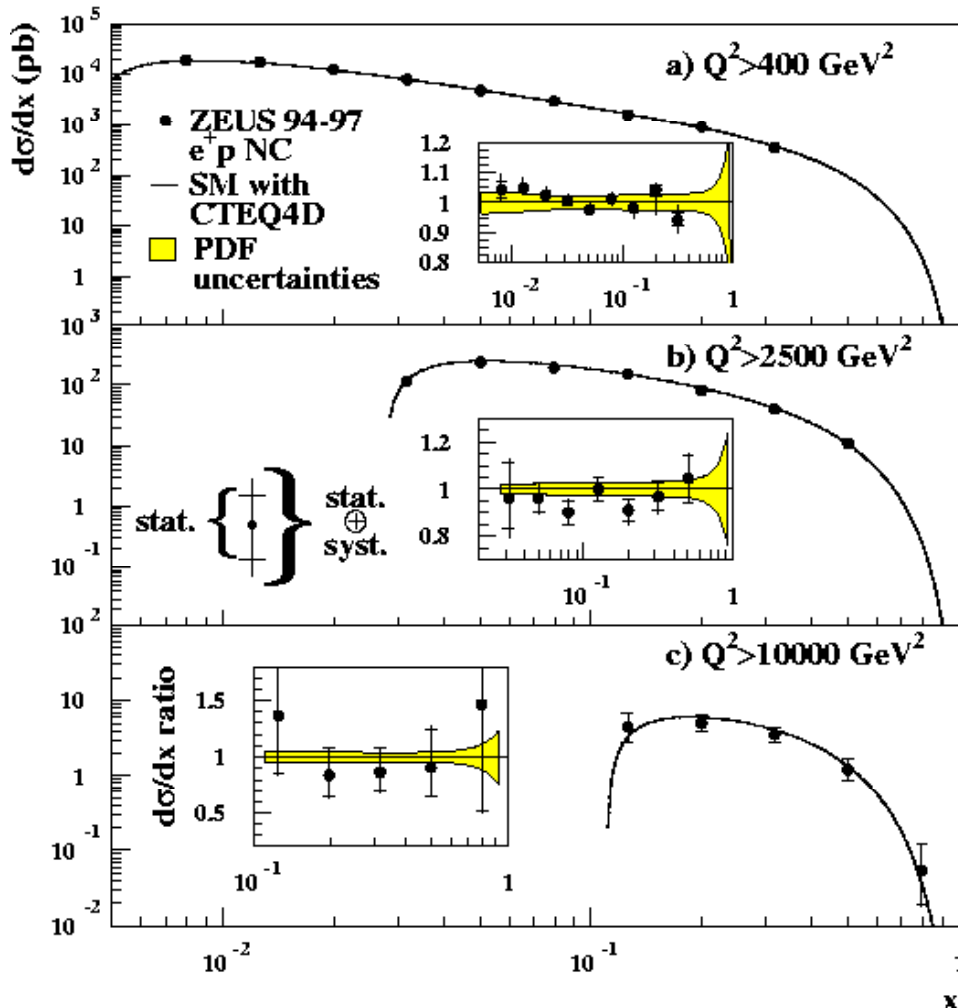 dσ/dx (pb)
10^5
10^4
10^3
10^2
10
1
a) Q^2>400 GeV^2
ZEUS 94-97
e^+p NC
SM with
CTEQ4D
PDF
uncertainties
1.2
1.1
1
0.9
0.8
10^-2 10^-1 1
10^3
10^2
10
1
10^-1
b) Q^2>2500 GeV^2
stat. { } stat.
⊕
syst.
1.2
1
0.8
10^-1 1
10^2
10
1
10^-1
10^-2
c) Q^2>10000 GeV^2
dσ/dx ratio
1.5
1
0.5
10^-1 1
10^-2 10^-1 1
x